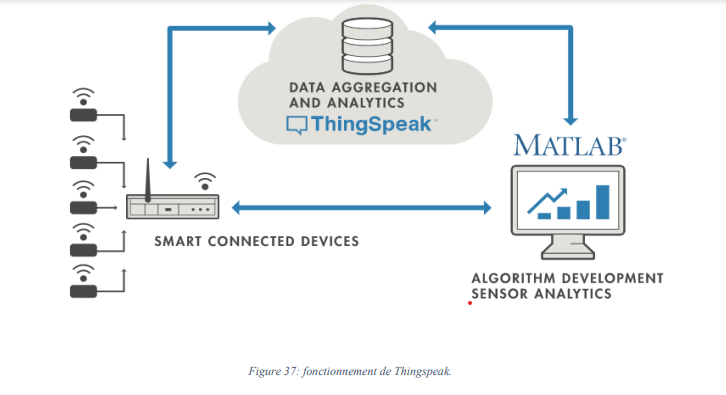 DATA AGGREGATION
AND ANALYTICS
ThingSpeak™
MATLAB®
SMART CONNECTED DEVICES
ALGORITHM DEVELOPMENT
SENSOR ANALYTICS
Figure 37: fonctionnement de Thingspeak.